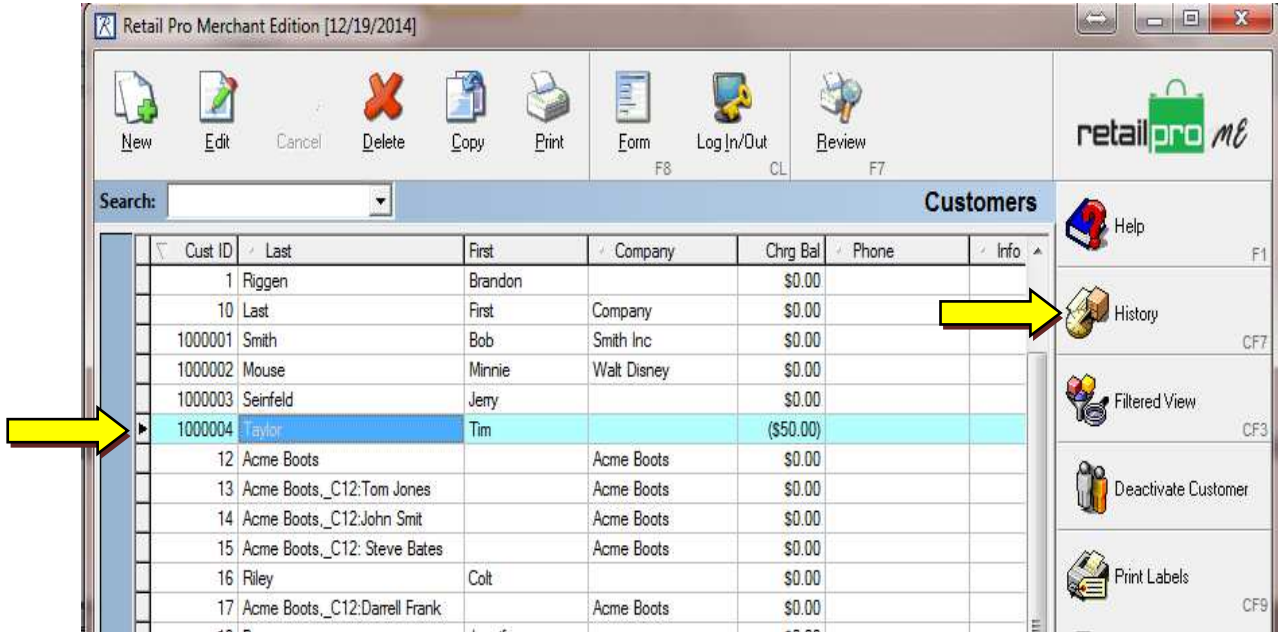 Retail Pro Merchant Edition [12/19/2014]
New Edit Cancel Delete Copy Print Form Log In/Out Review
F8 CL F7
retail pro ME
Search: Customers
Cust ID Last First Company Chrg Bal Phone Info
1 Riggen Brandon $0.00
10 Last First Company $0.00
1000001 Smith Bob Smith Inc $0.00
1000002 Mouse Minnie Walt Disney $0.00
1000003 Seinfeld Jerry $0.00
1000004 Taylor Tim ($50.00)
12 Acme Boots Acme Boots $0.00
13 Acme Boots,_C12:Tom Jones Acme Boots $0.00
14 Acme Boots,_C12:John Smit Acme Boots $0.00
15 Acme Boots,_C12: Steve Bates Acme Boots $0.00
16 Riley Colt $0.00
17 Acme Boots,_C12:Darrell Frank Acme Boots $0.00
Help
F1
History
CF7
Filtered View
CF3
Deactivate Customer
Print Labels
CF9